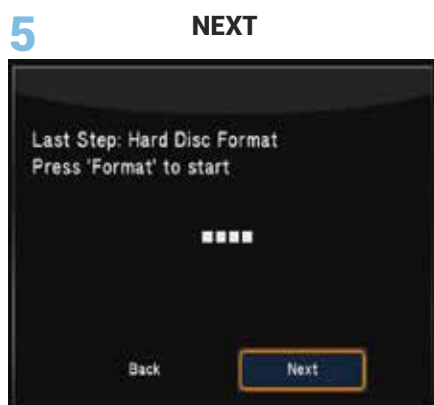 5
NEXT
Last Step: Hard Disc Format
Press 'Format' to start
Back
Next